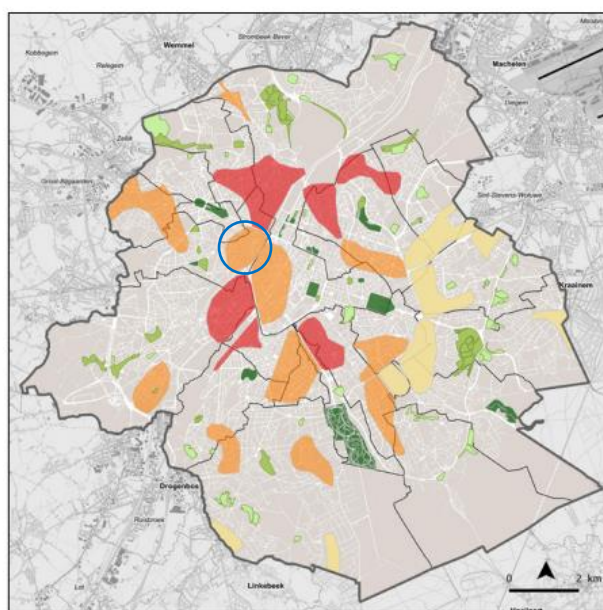 Strombeek-Bever
Wemmel
Kobbegem
Relegem
Machelen
Diegem
Zellik
Groot-Bijgaarden
Sint-Stevens-Woluwe
Kraainem
Drogenbos
Ruisbroek
Linkebeek
Lot
0 2 km